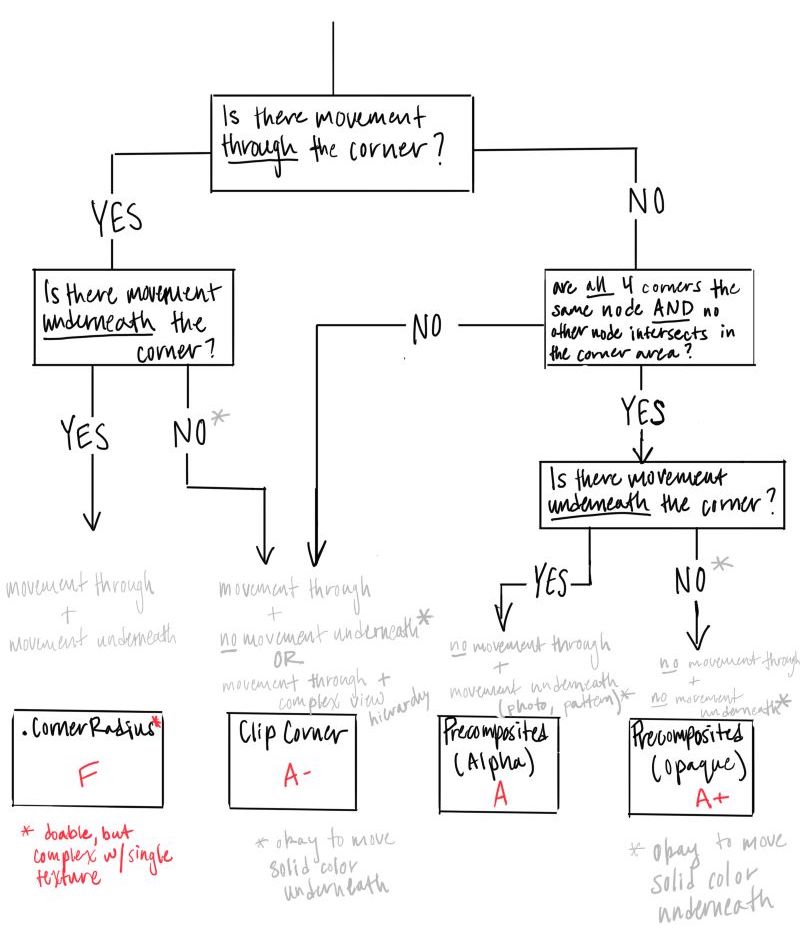 Is there movement
through the corner?
YES
NO
Is there movement
underneath the
corner?
are all 4 corners the
same node AND no
other node intersects in
the corner area?
NO
YES
NO*
YES
Is there movement
underneath the corner?
YES
NO*
movement through
+
movement underneath
movement through
+
no movement underneath*
OR
movement through +
complex view
hierardy
no movement through
+
movement underneath
(photo, pattern)*
no movement through
+
no movement
underneath*
.CornerRadius*
F
Clip Corner
A-
Precomposited
(Alpha)
A
Precomposited
(opaque)
A+
* doable, but
complex w/ single
texture
* okay to move
solid color
underneath
* okay to move
solid color
underneath